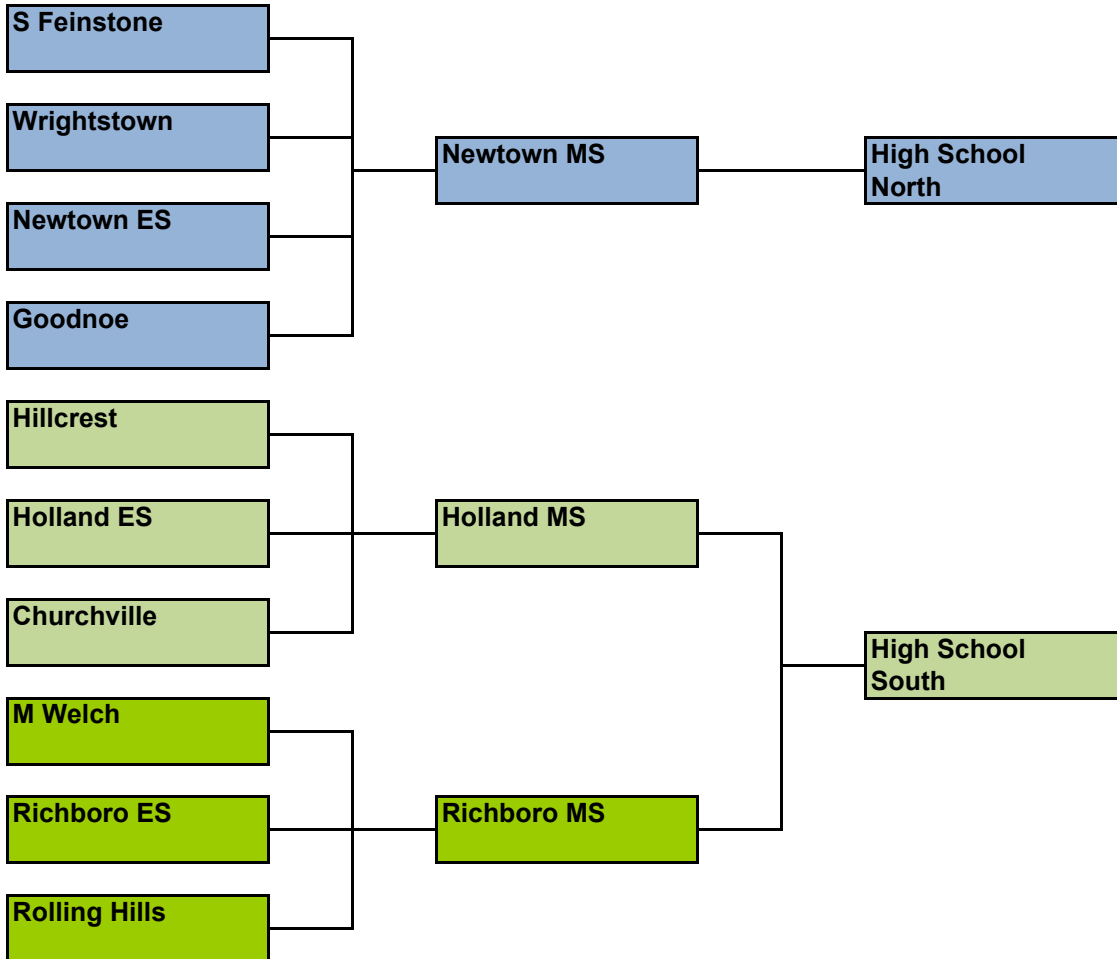 S Feinstone
Wrightstown
Newtown MS
High School
North
Newtown ES
Goodnoe
Hillcrest
Holland ES
Holland MS
Churchville
High School
South
M Welch
Richboro ES
Richboro MS
Rolling Hills